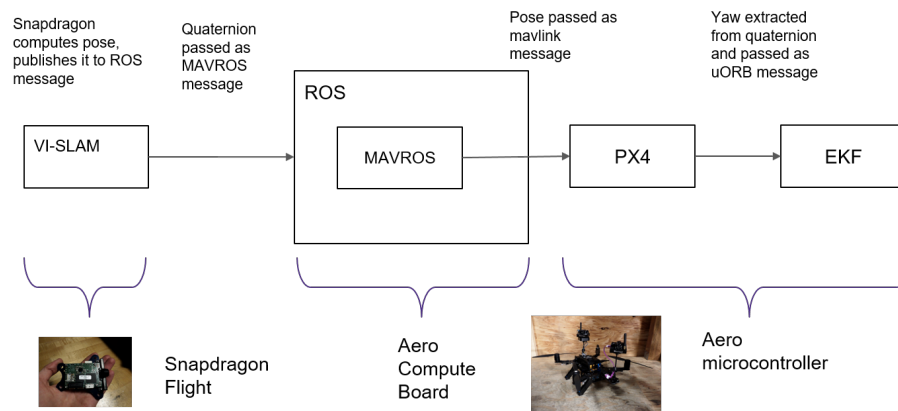 Snapdragon
computes pose,
publishes it to ROS
message
Quaternion
passed as
MAVROS
message
Pose passed as
mavlink
message
Yaw extracted
from quaternion
and passed as
uORB message
VI-SLAM
ROS
MAVROS
PX4
EKF
Snapdragon
Flight
Aero
Compute
Board
Aero
microcontroller